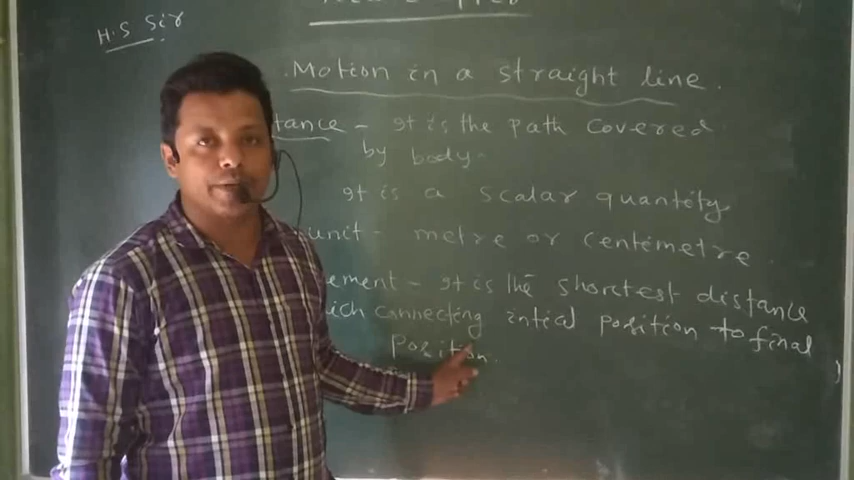 H.S Sir
Motion in a straight line.
tance - It is the path covered
by body.
It is a scalar quantity.
unit - metre or centimetre
ement - It is the shortest distance
ich connecting intial position to final
position.